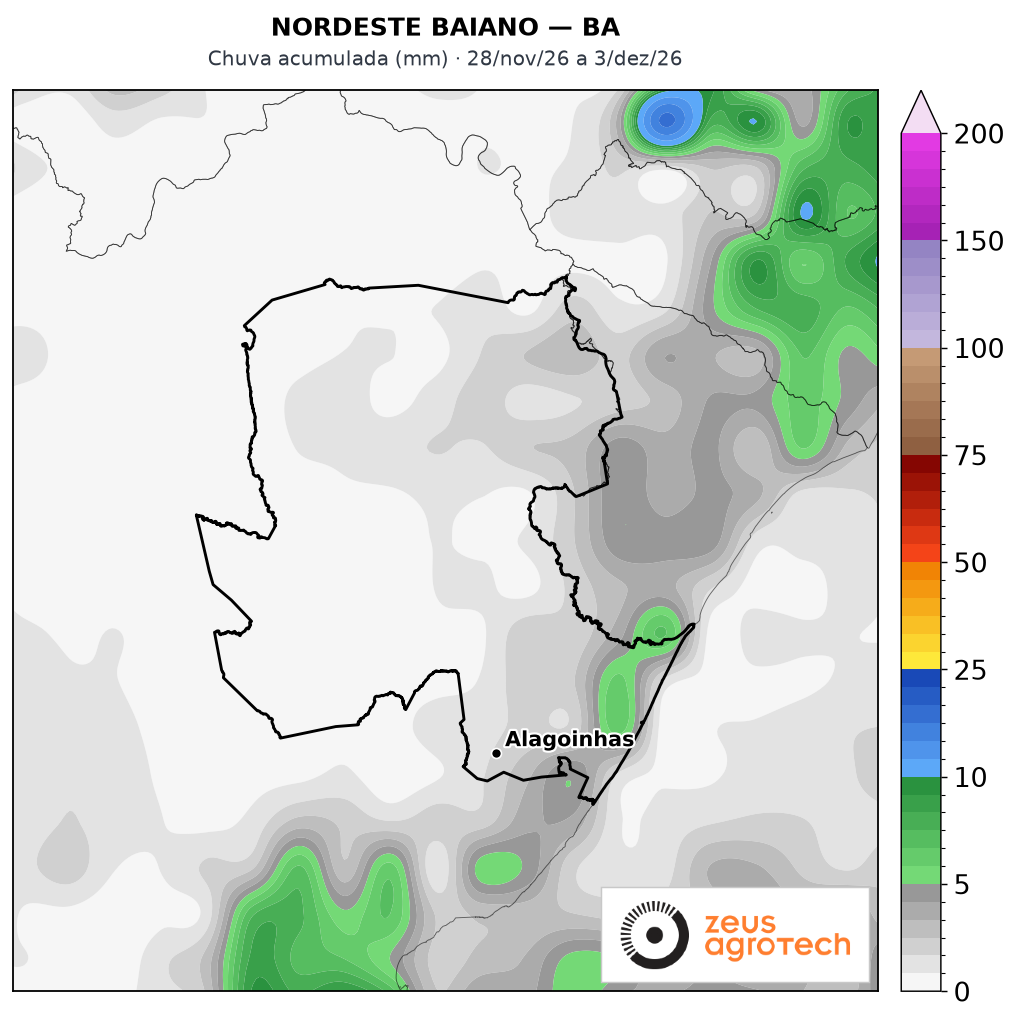 NORDESTE BAIANO — BA
Chuva acumulada (mm) · 28/nov/26 a 3/dez/26
200
150
100
75
50
25
10
5
0
Alagoinhas
zeus
agrotech